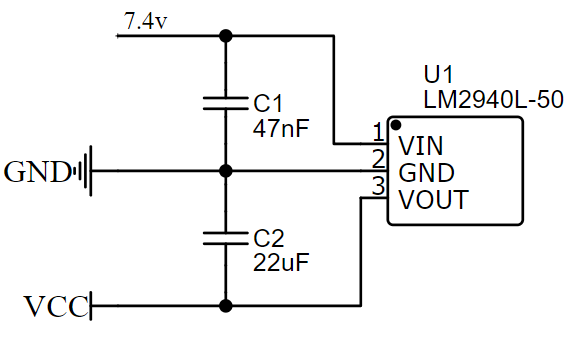 7.4v
U1
LM2940L-50
C1
47nF
1
VIN
GND
2
GND
3
VOUT
C2
22uF
VCC